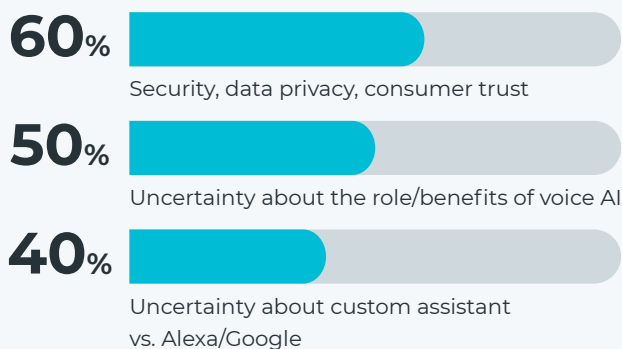 60%
Security, data privacy, consumer trust
50%
Uncertainty about the role/benefits of voice AI
40%
Uncertainty about custom assistant
vs. Alexa/Google